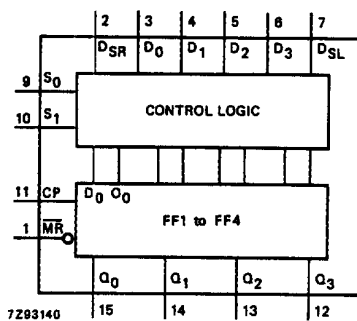 2 3 4 5 6 7
DSR D0 D1 D2 D3 DSL
9 S0
10 S1
CONTROL LOGIC
D0 O0
11 CP
FF1 to FF4
1 MR
Q0 Q1 Q2 Q3
7Z93140 15 14 13 12